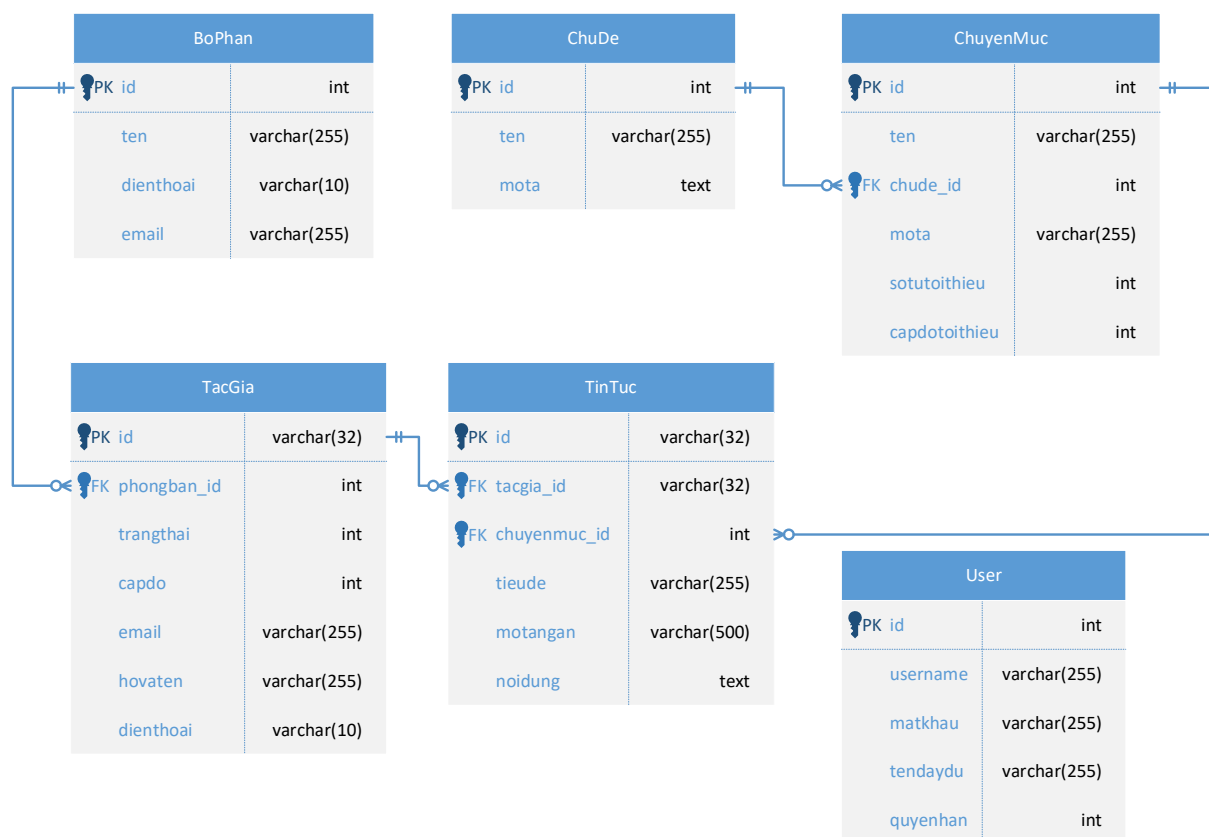 BoPhan
PK id int
ten varchar(255)
dienthoai varchar(10)
email varchar(255)
ChuDe
PK id int
ten varchar(255)
mota text
ChuyenMuc
PK id int
ten varchar(255)
FK chude_id int
mota varchar(255)
sotutoithieu int
capdotoithieu int
TacGia
PK id varchar(32)
FK phongban_id int
trangthai int
capdo int
email varchar(255)
hovaten varchar(255)
dienthoai varchar(10)
TinTuc
PK id varchar(32)
FK tacgia_id varchar(32)
FK chuyenmuc_id int
tieude varchar(255)
motangan varchar(500)
noidung text
User
PK id int
username varchar(255)
matkhau varchar(255)
tendaydu varchar(255)
quyenhan int